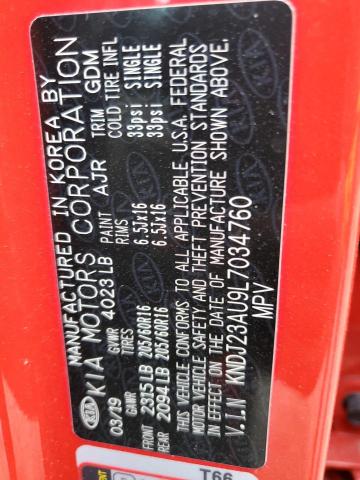 MANUFACTURED IN KOREA BY
KIA KIA MOTORS CORPORATION
03/19 GVWR 4023LB PAINT AJR TRIM GDM
TIRES RIMS COLD TIRE INFL
FRONT 2315LB 205/60R16 6.5Jx16 33psi SINGLE
REAR 2094LB 205/60R16 6.5Jx16 33psi SINGLE
THIS VEHICLE CONFORMS TO ALL APPLICABLE U.S.A. FEDERAL
MOTOR VEHICLE SAFETY AND THEFT PREVENTION STANDARDS
IN EFFECT ON THE DATE OF MANUFACTURE SHOWN ABOVE.
V.I.N KNDJ23AU9L7034760
MPV
T66